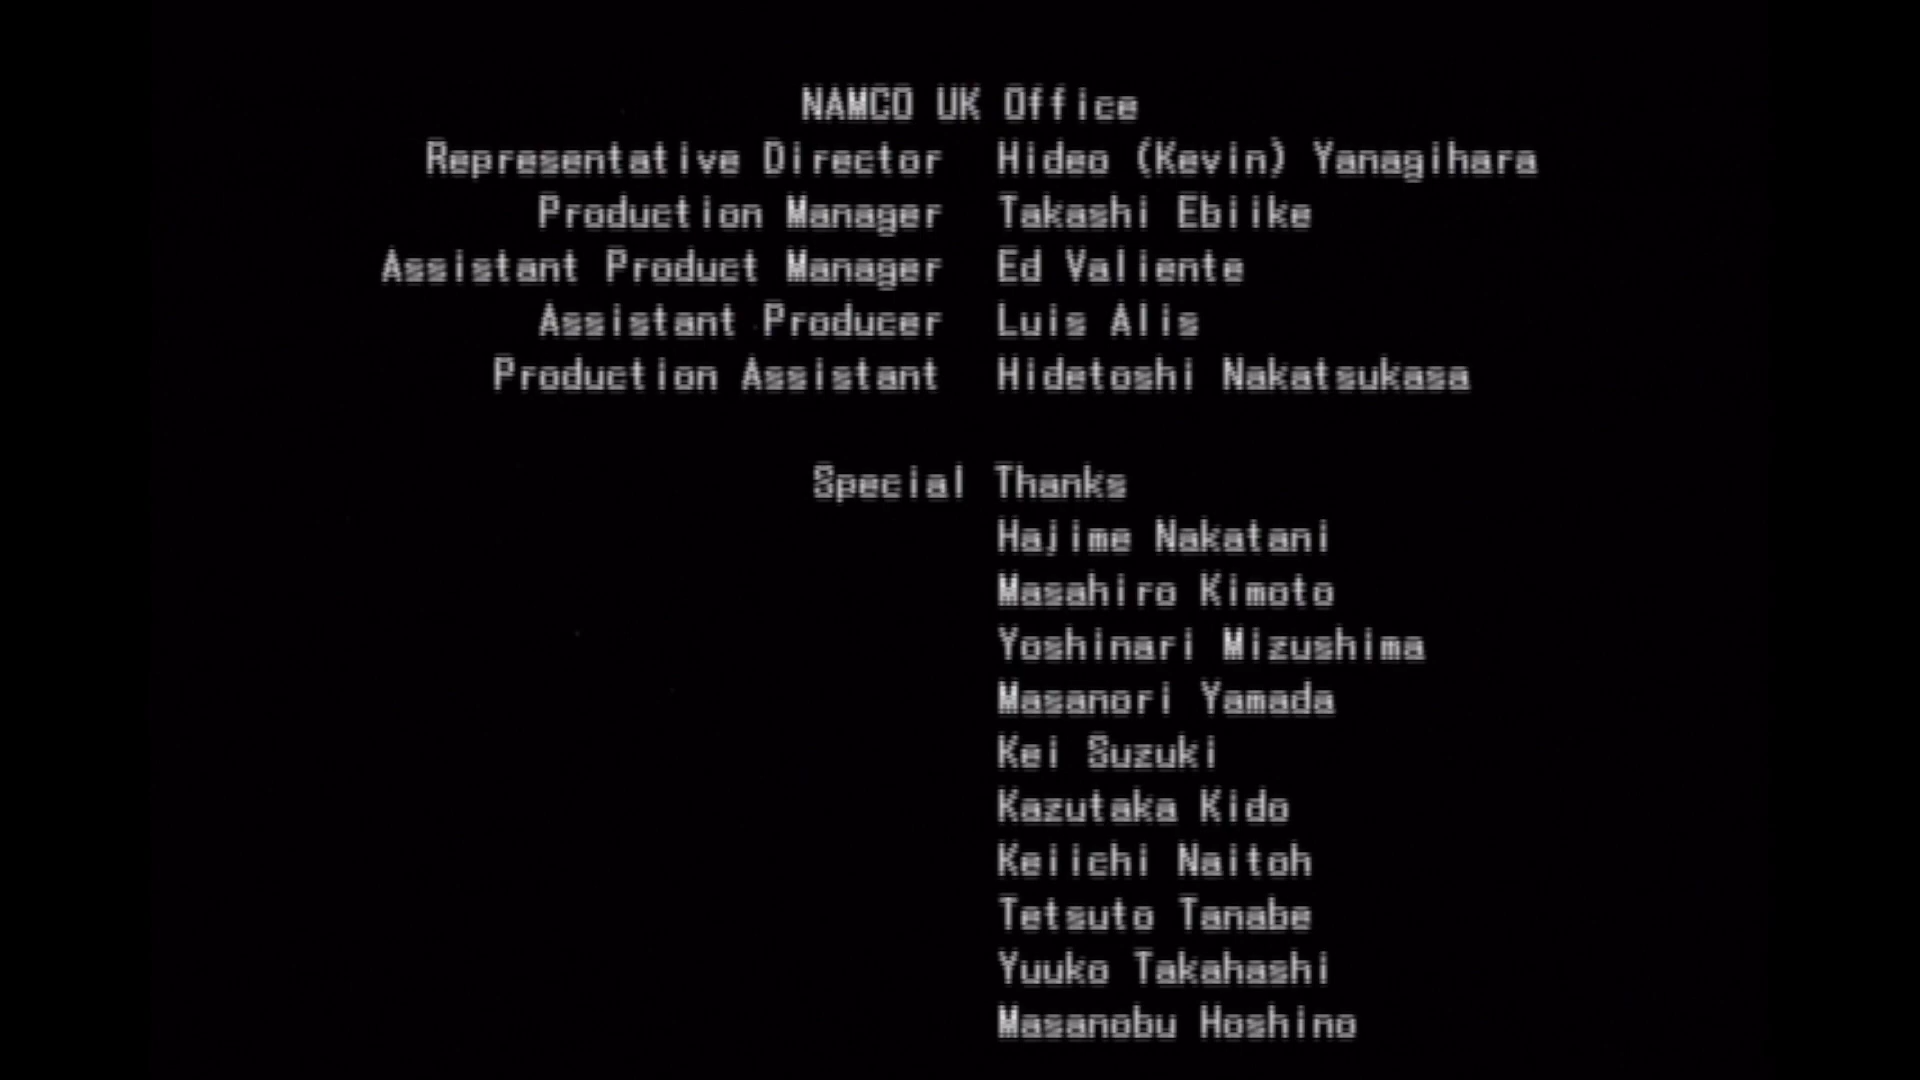 NAMCO UK Office
Representative Director Hideo (Kevin) Yanagihara
Production Manager Takashi Ebiike
Assistant Product Manager Ed Valiente
Assistant Producer Luis Alis
Production Assistant Hidetoshi Nakatsukasa
Special Thanks
Hajime Nakatani
Masahiro Kimoto
Yoshinari Mizushima
Masanori Yamada
Kei Suzuki
Kazutaka Kido
Keiichi Naitoh
Tetsuto Tanabe
Yuuko Takahashi
Masanobu Hoshino